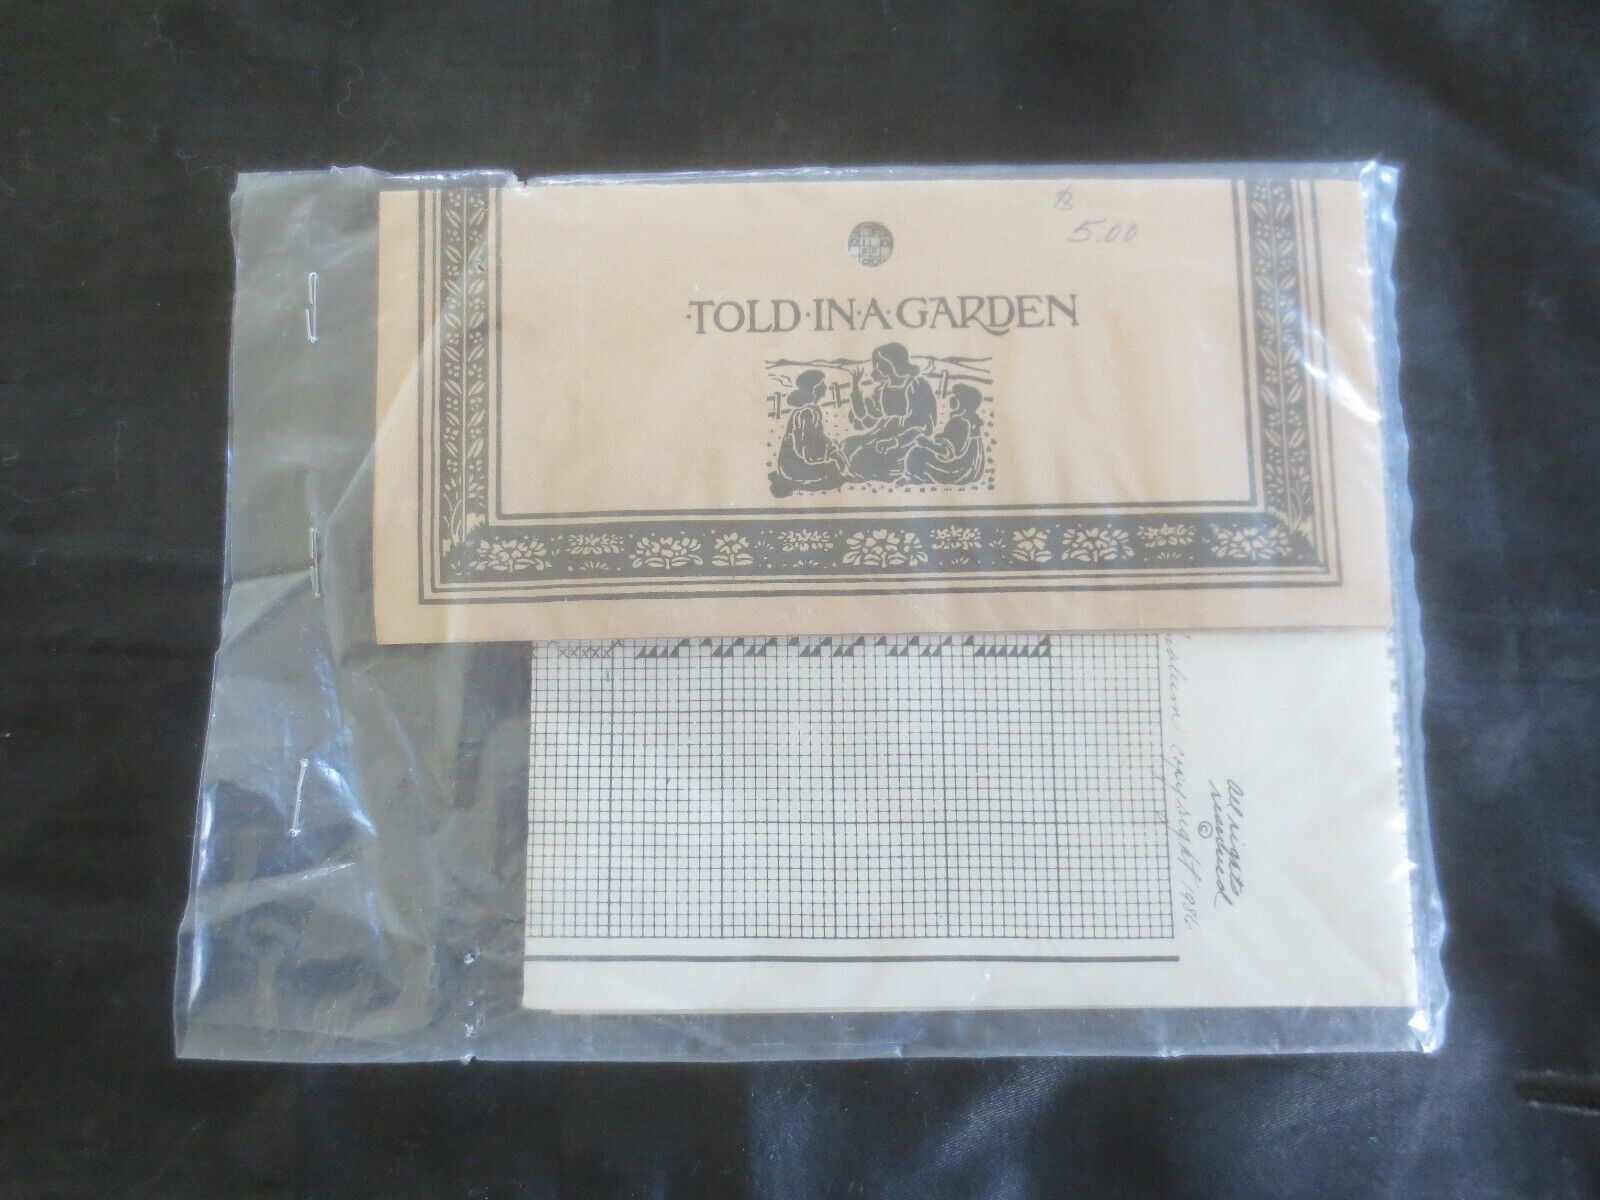 $
5.00
·TOLD·IN·A·GARDEN
copyright 1986
All rights
reserved
©